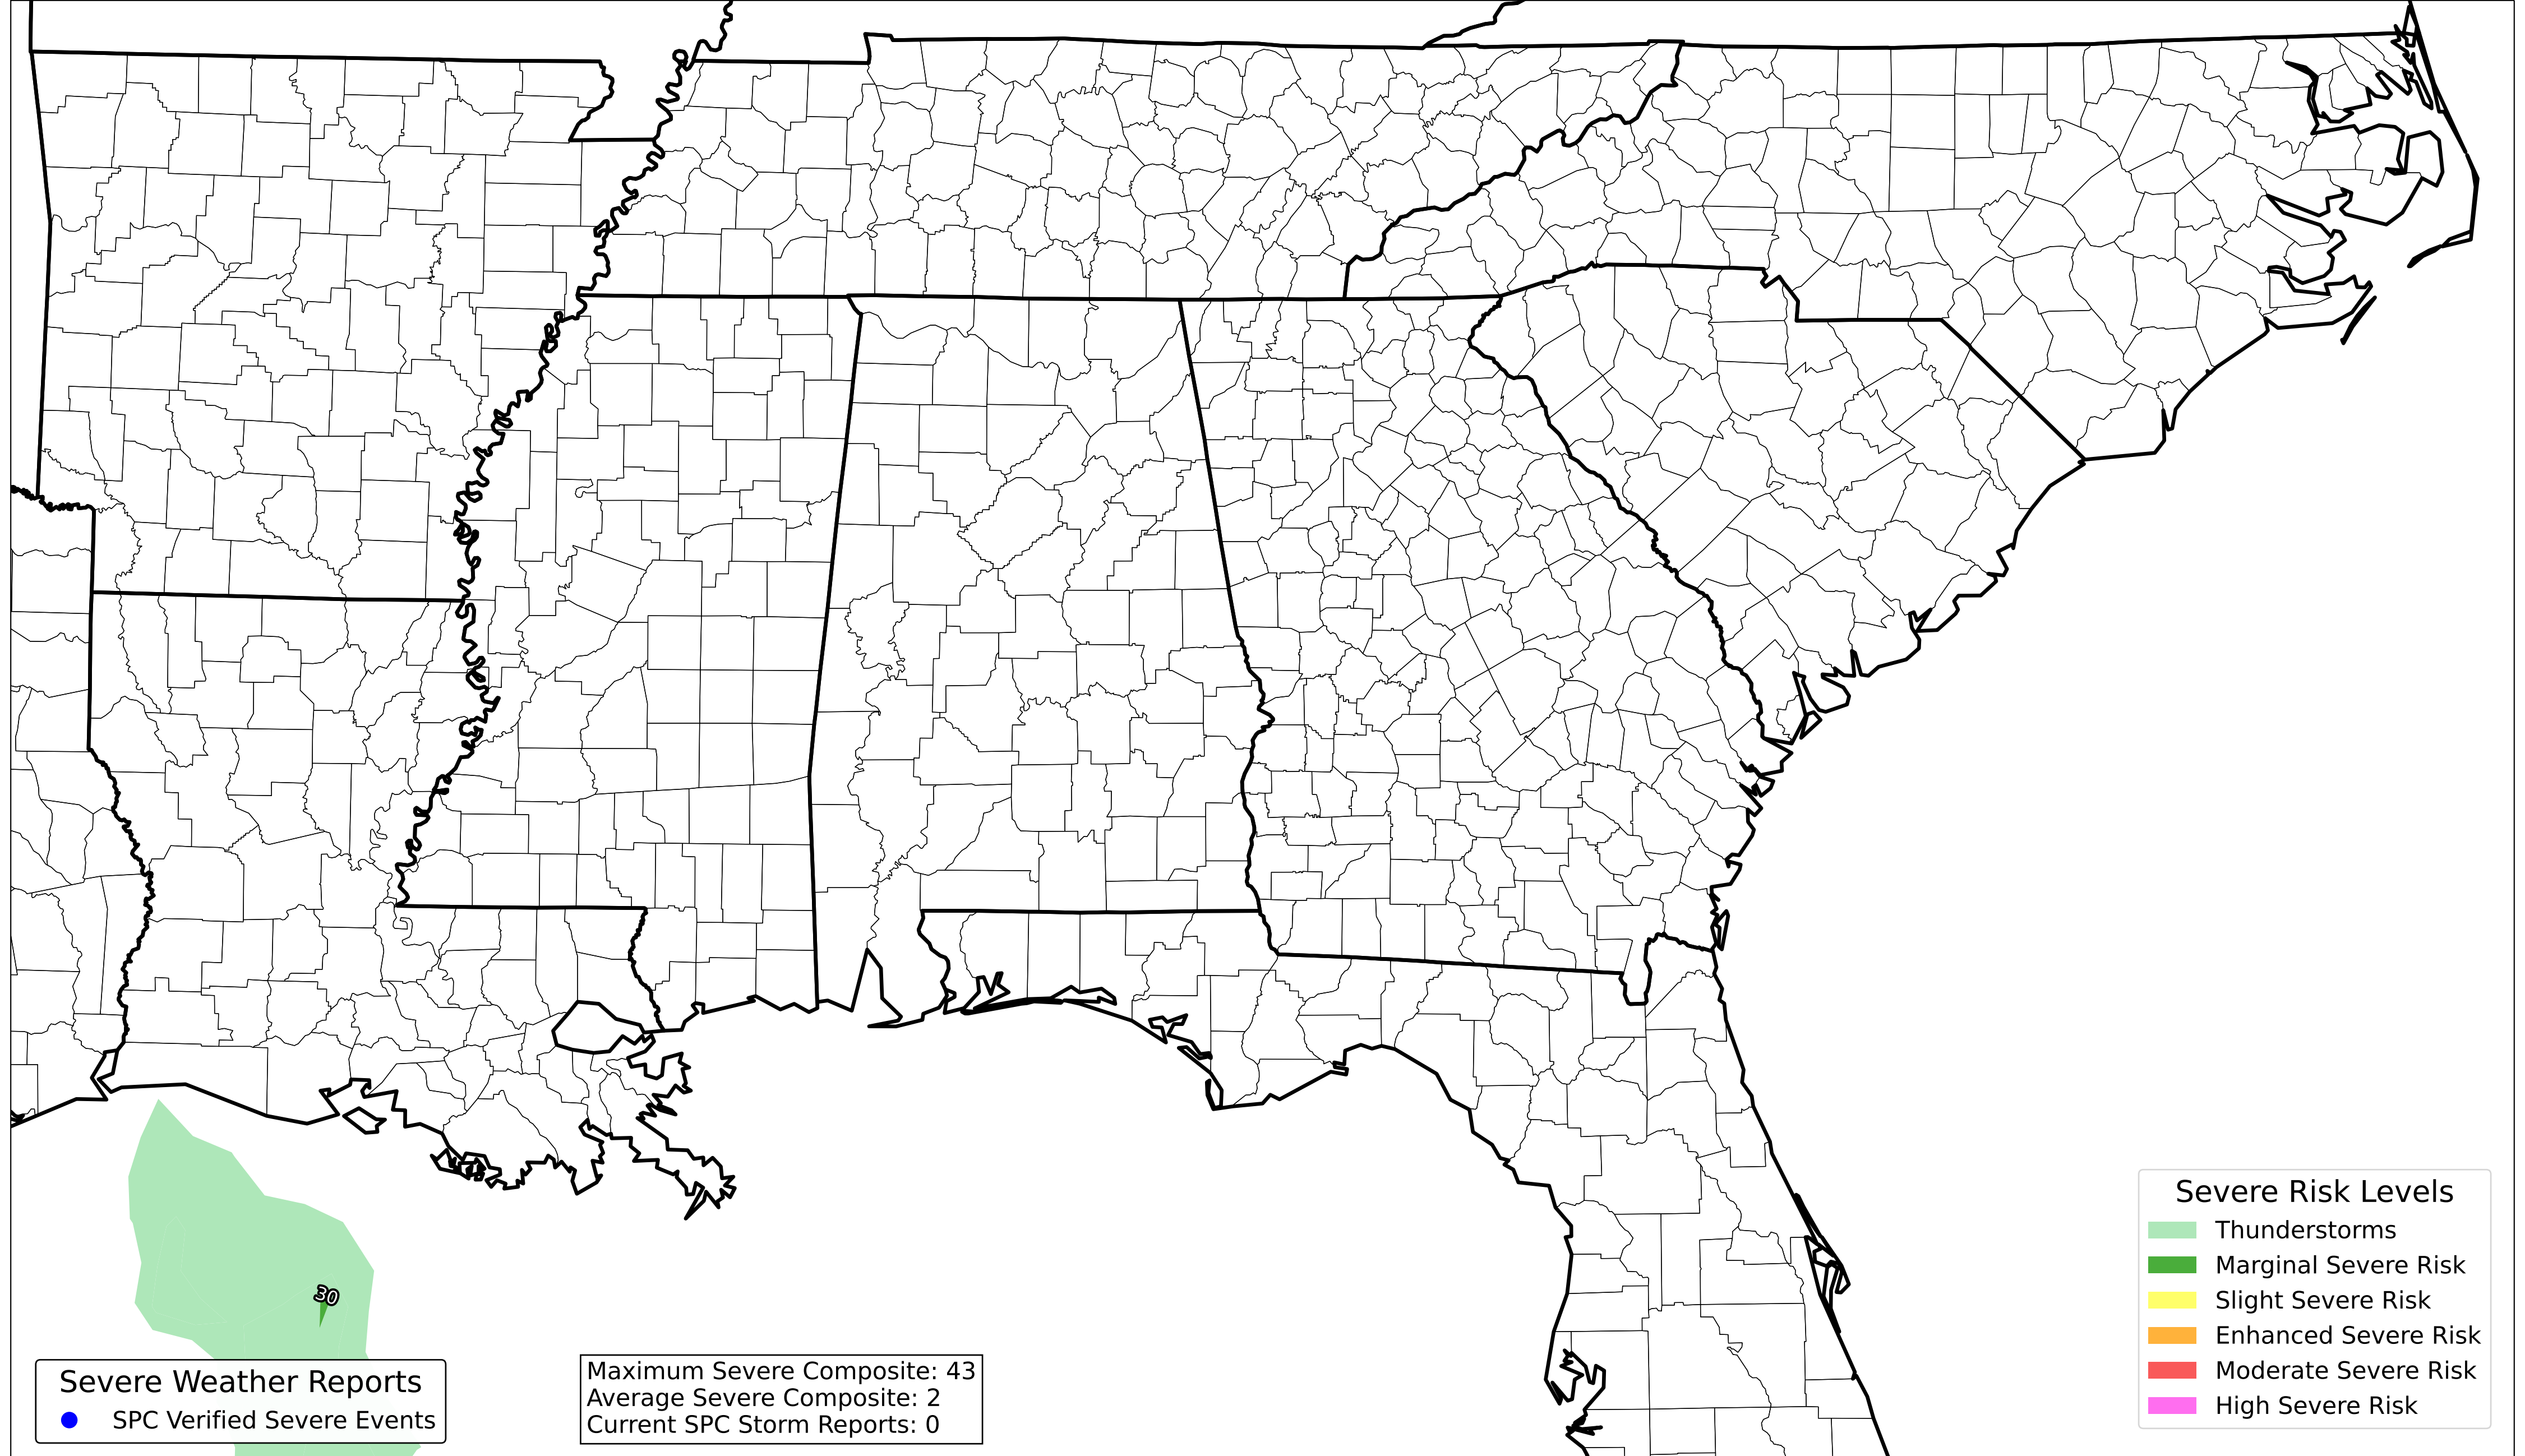 30
Severe Weather Reports
SPC Verified Severe Events
Maximum Severe Composite: 43
Average Severe Composite: 2
Current SPC Storm Reports: 0
Severe Risk Levels
Thunderstorms
Marginal Severe Risk
Slight Severe Risk
Enhanced Severe Risk
Moderate Severe Risk
High Severe Risk